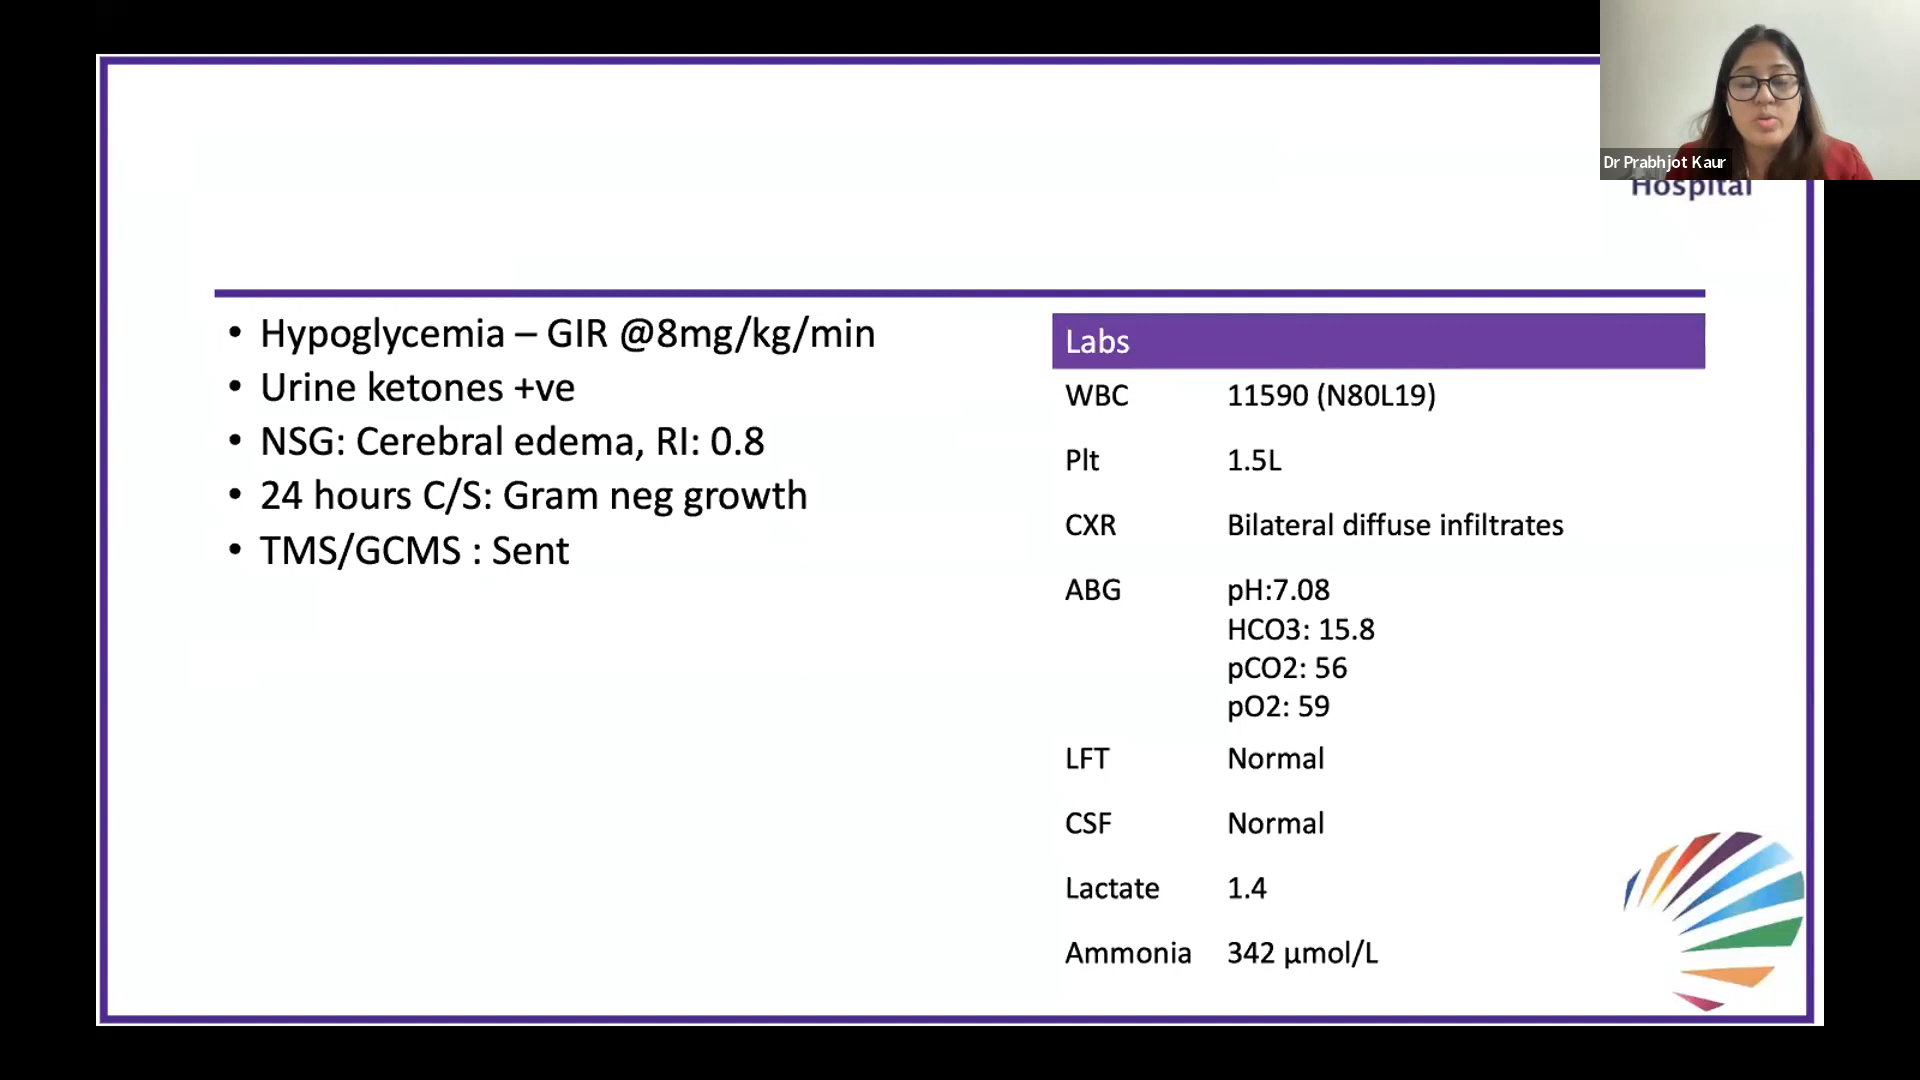 Dr Prabhjot Kaur
Hospital
• Hypoglycemia – GIR @8mg/kg/min
• Urine ketones +ve
• NSG: Cerebral edema, RI: 0.8
• 24 hours C/S: Gram neg growth
• TMS/GCMS : Sent
Labs
WBC 11590 (N80L19)
Plt 1.5L
CXR Bilateral diffuse infiltrates
ABG pH:7.08
HCO3: 15.8
pCO2: 56
pO2: 59
LFT Normal
CSF Normal
Lactate 1.4
Ammonia 342 µmol/L